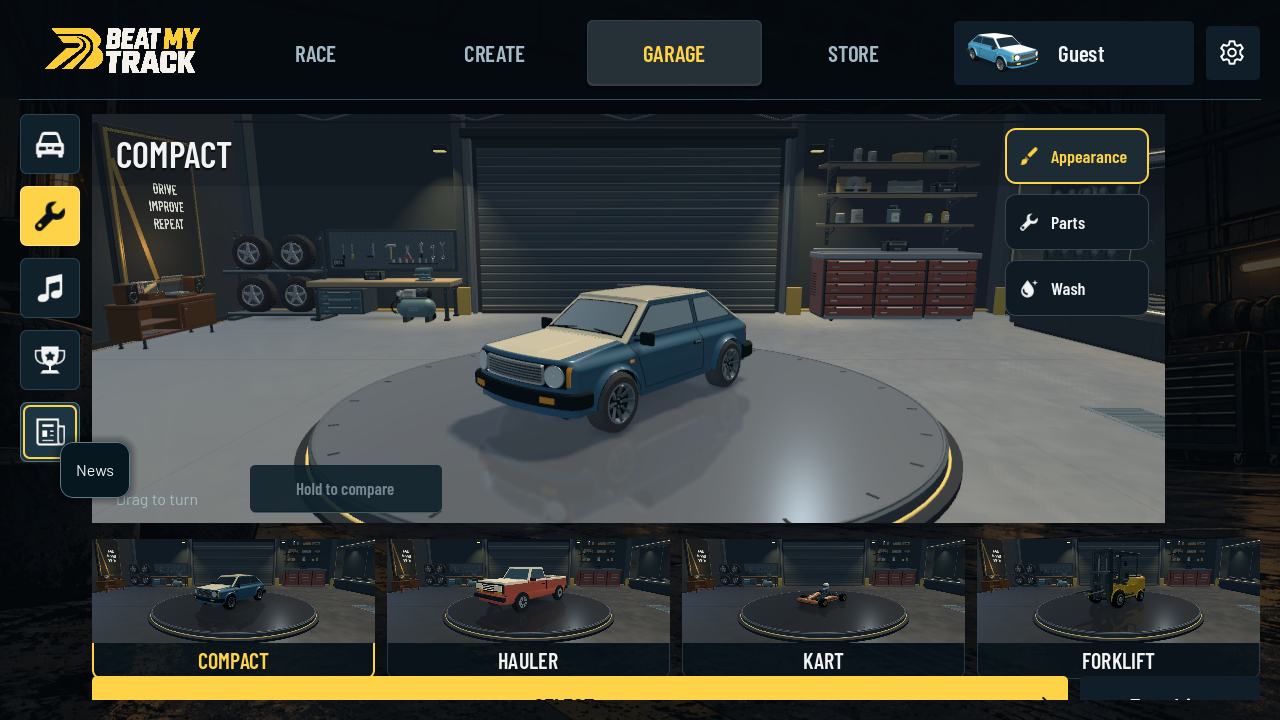 BEAT MY
TRACK
RACE
CREATE
GARAGE
STORE
Guest
COMPACT
DRIVE
IMPROVE
REPEAT
Appearance
Parts
Wash
News
Drag to turn
Hold to compare
COMPACT
HAULER
KART
FORKLIFT